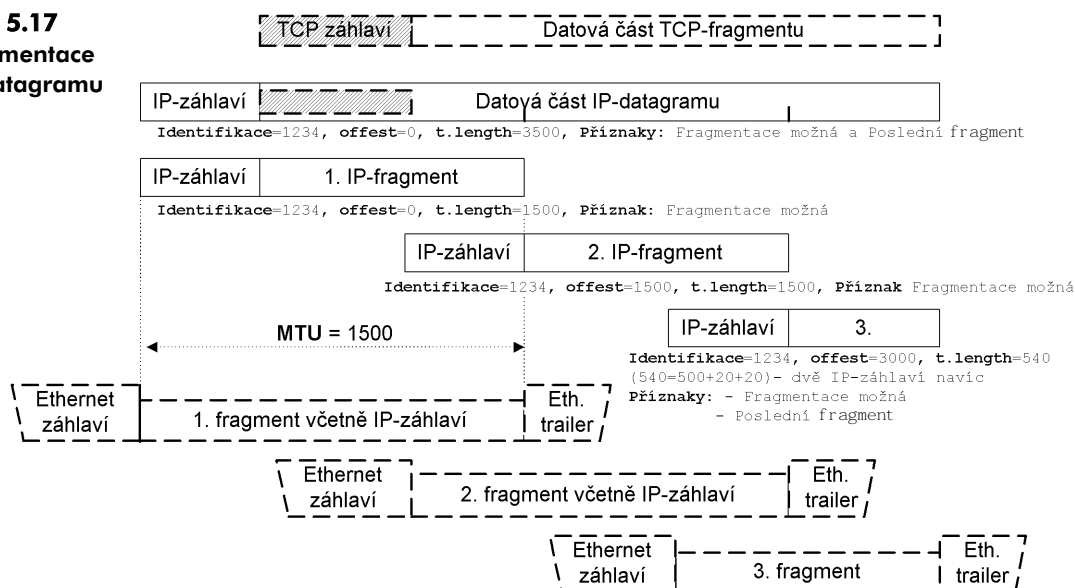 5.17
mentace
atagramu
TCP záhlaví
Datová část TCP-fragmentu
IP-záhlaví
Datová část IP-datagramu
Identifikace=1234, offest=0, t.length=3500, Příznaky: Fragmentace možná a Poslední fragment
IP-záhlaví
1. IP-fragment
Identifikace=1234, offest=0, t.length=1500, Příznak: Fragmentace možná
IP-záhlaví
2. IP-fragment
Identifikace=1234, offest=1500, t.length=1500, Příznak Fragmentace možná
MTU = 1500
IP-záhlaví
3.
Identifikace=1234, offest=3000, t.length=540
(540=500+20+20)- dvě IP-záhlaví navíc
Příznaky: - Fragmentace možná
- Poslední fragment
Ethernet
záhlaví
1. fragment včetně IP-záhlaví
Eth.
trailer
Ethernet
záhlaví
2. fragment včetně IP-záhlaví
Eth.
trailer
Ethernet
záhlaví
3. fragment
Eth.
trailer